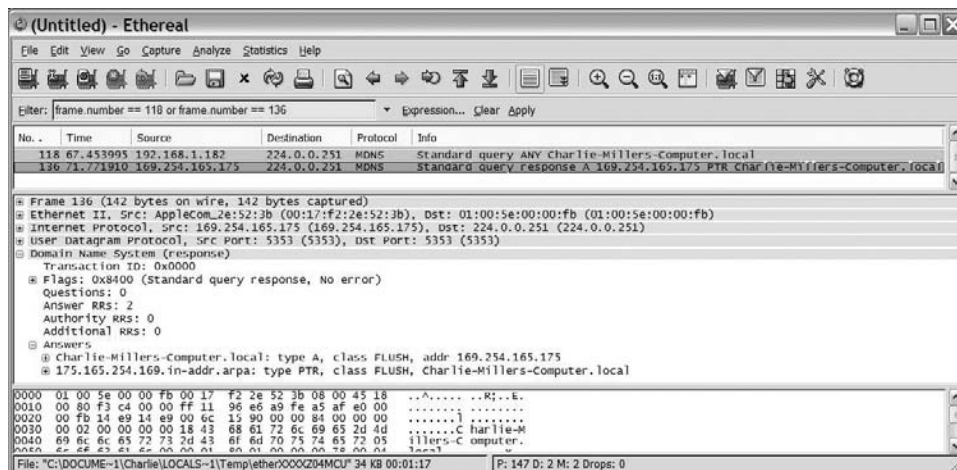 (Untitled) - Ethereal
File Edit View Go Capture Analyze Statistics Help
Filter: frame.number == 118 or frame.number == 136 Expression... Clear Apply
No. . Time Source Destination Protocol Info
118 67.453995 192.168.1.182 224.0.0.251 MDNS Standard query ANY Charlie-Millers-Computer.local
136 71.771910 169.254.165.175 224.0.0.251 MDNS Standard query response A 169.254.165.175 PTR Charlie-Millers-Computer.local
Frame 136 (142 bytes on wire, 142 bytes captured)
Ethernet II, Src: AppleCom_2e:52:3b (00:17:f2:2e:52:3b), Dst: 01:00:5e:00:00:fb (01:00:5e:00:00:fb)
Internet Protocol, Src: 169.254.165.175 (169.254.165.175), Dst: 224.0.0.251 (224.0.0.251)
User Datagram Protocol, Src Port: 5353 (5353), Dst Port: 5353 (5353)
Domain Name System (response)
Transaction ID: 0x0000
Flags: 0x8400 (Standard query response, No error)
Questions: 0
Answer RRs: 2
Authority RRs: 0
Additional RRs: 0
Answers
Charlie-Millers-Computer.local: type A, class FLUSH, addr 169.254.165.175
175.165.254.169.in-addr.arpa: type PTR, class FLUSH, Charlie-Millers-Computer.local
0000 01 00 5e 00 00 fb 00 17 f2 2e 52 3b 08 00 45 18 ..^..... ..R;..E.
0010 00 80 f3 c4 00 00 ff 11 96 e6 a9 fe a5 af e0 00 ........ ........
0020 00 fb 14 e9 14 e9 00 6c 15 90 00 00 84 00 00 00 .......l ........
0030 00 02 00 00 00 00 18 43 68 61 72 6c 69 65 2d 4d .......C harlie-M
0040 69 6c 6c 65 72 73 2d 43 6f 6d 70 75 74 65 72 05 illers-C omputer.
File: "C:\DOCUME~1\Charlie\LOCALS~1\Temp\etherXXXXZ04MCU" 34 KB 00:01:17 P: 147 D: 2 M: 2 Drops: 0